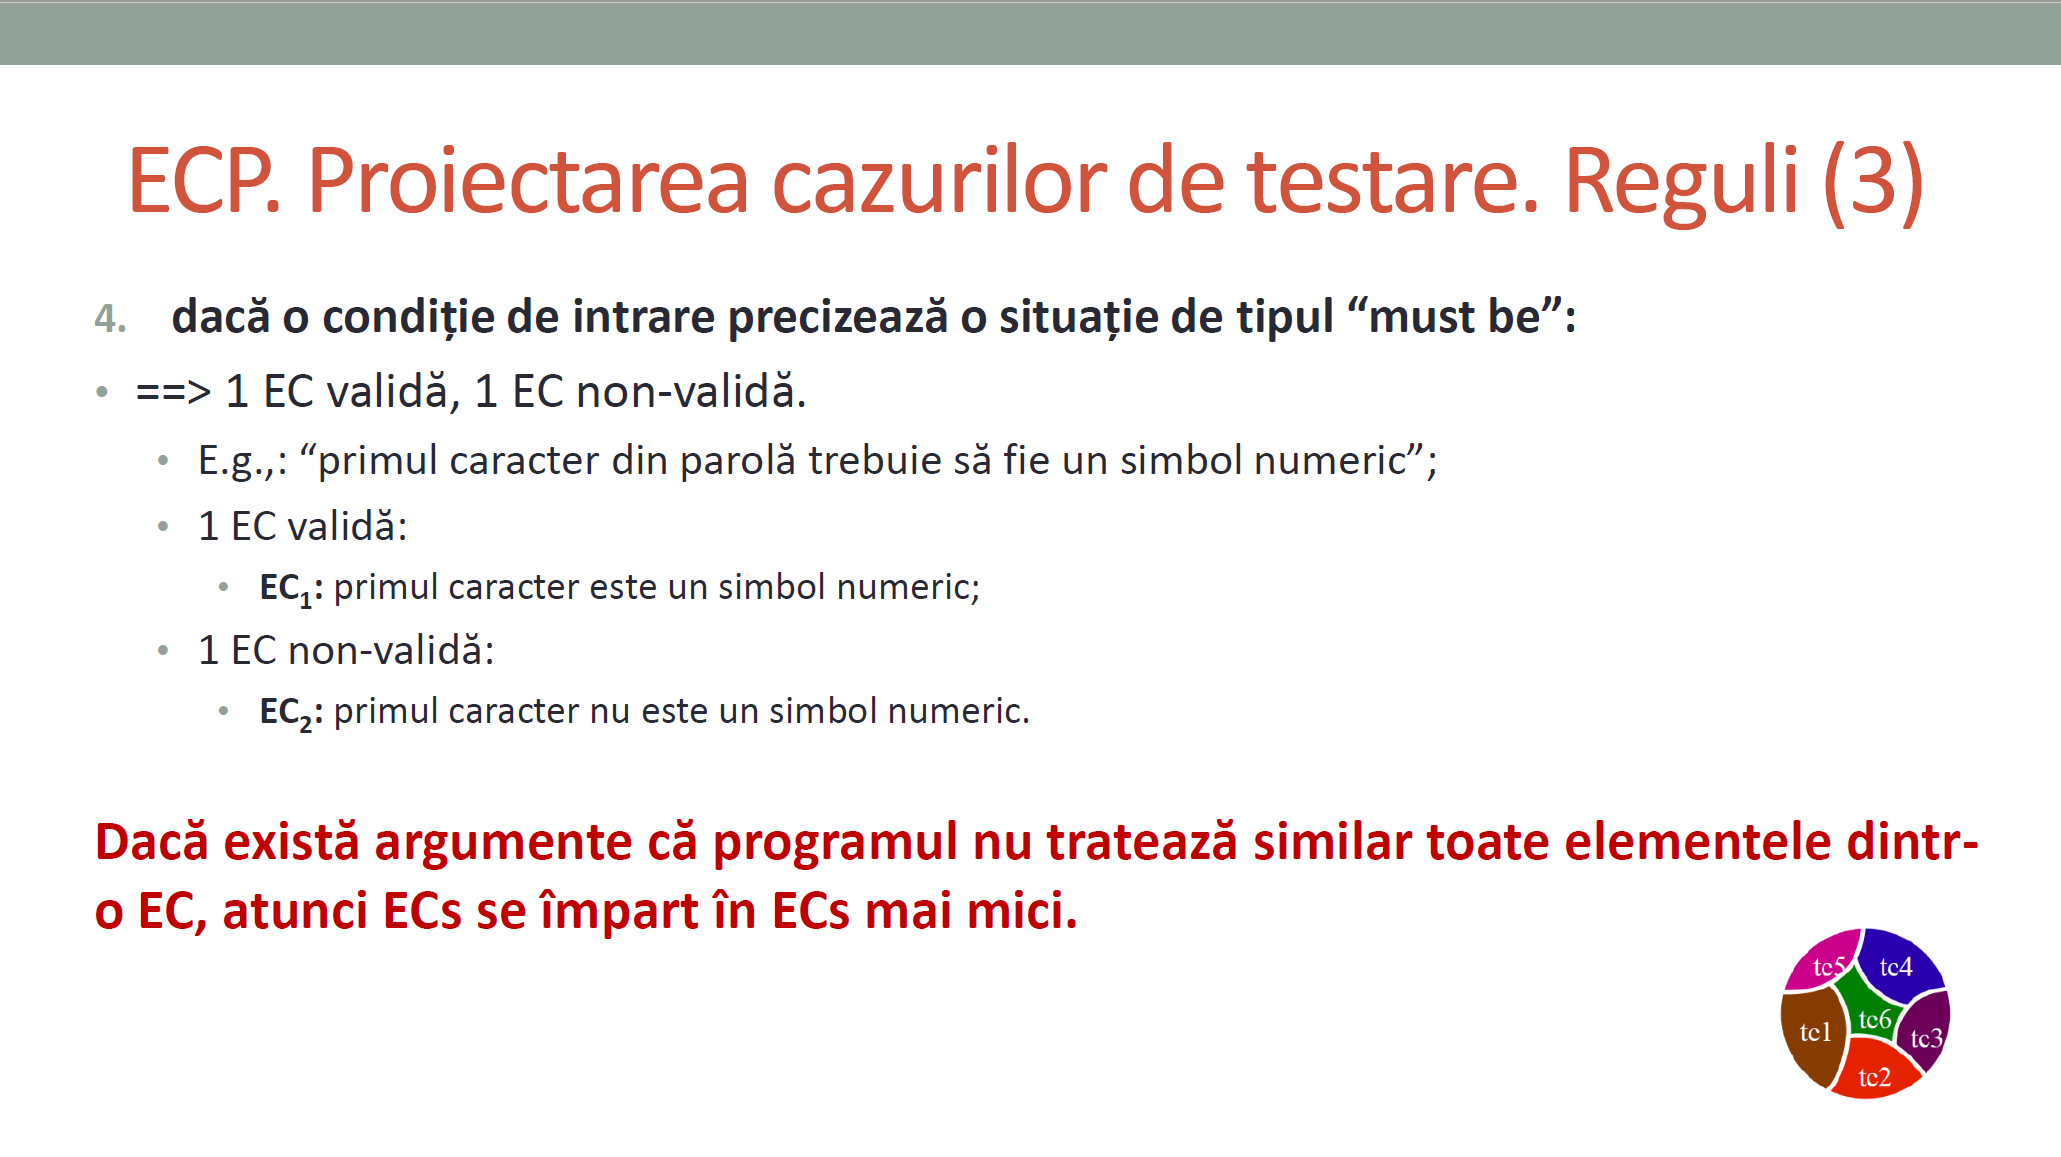 ECP. Proiectarea cazurilor de testare. Reguli (3)
4. dacă o condiție de intrare precizează o situație de tipul “must be”:
• ==> 1 EC validă, 1 EC non-validă.
• E.g.,: “primul caracter din parolă trebuie să fie un simbol numeric”;
• 1 EC validă:
• EC1: primul caracter este un simbol numeric;
• 1 EC non-validă:
• EC2: primul caracter nu este un simbol numeric.
Dacă există argumente că programul nu tratează similar toate elementele dintr-
o EC, atunci ECs se împart în ECs mai mici.
tc5 tc4
tc1 tc6 tc3
tc2